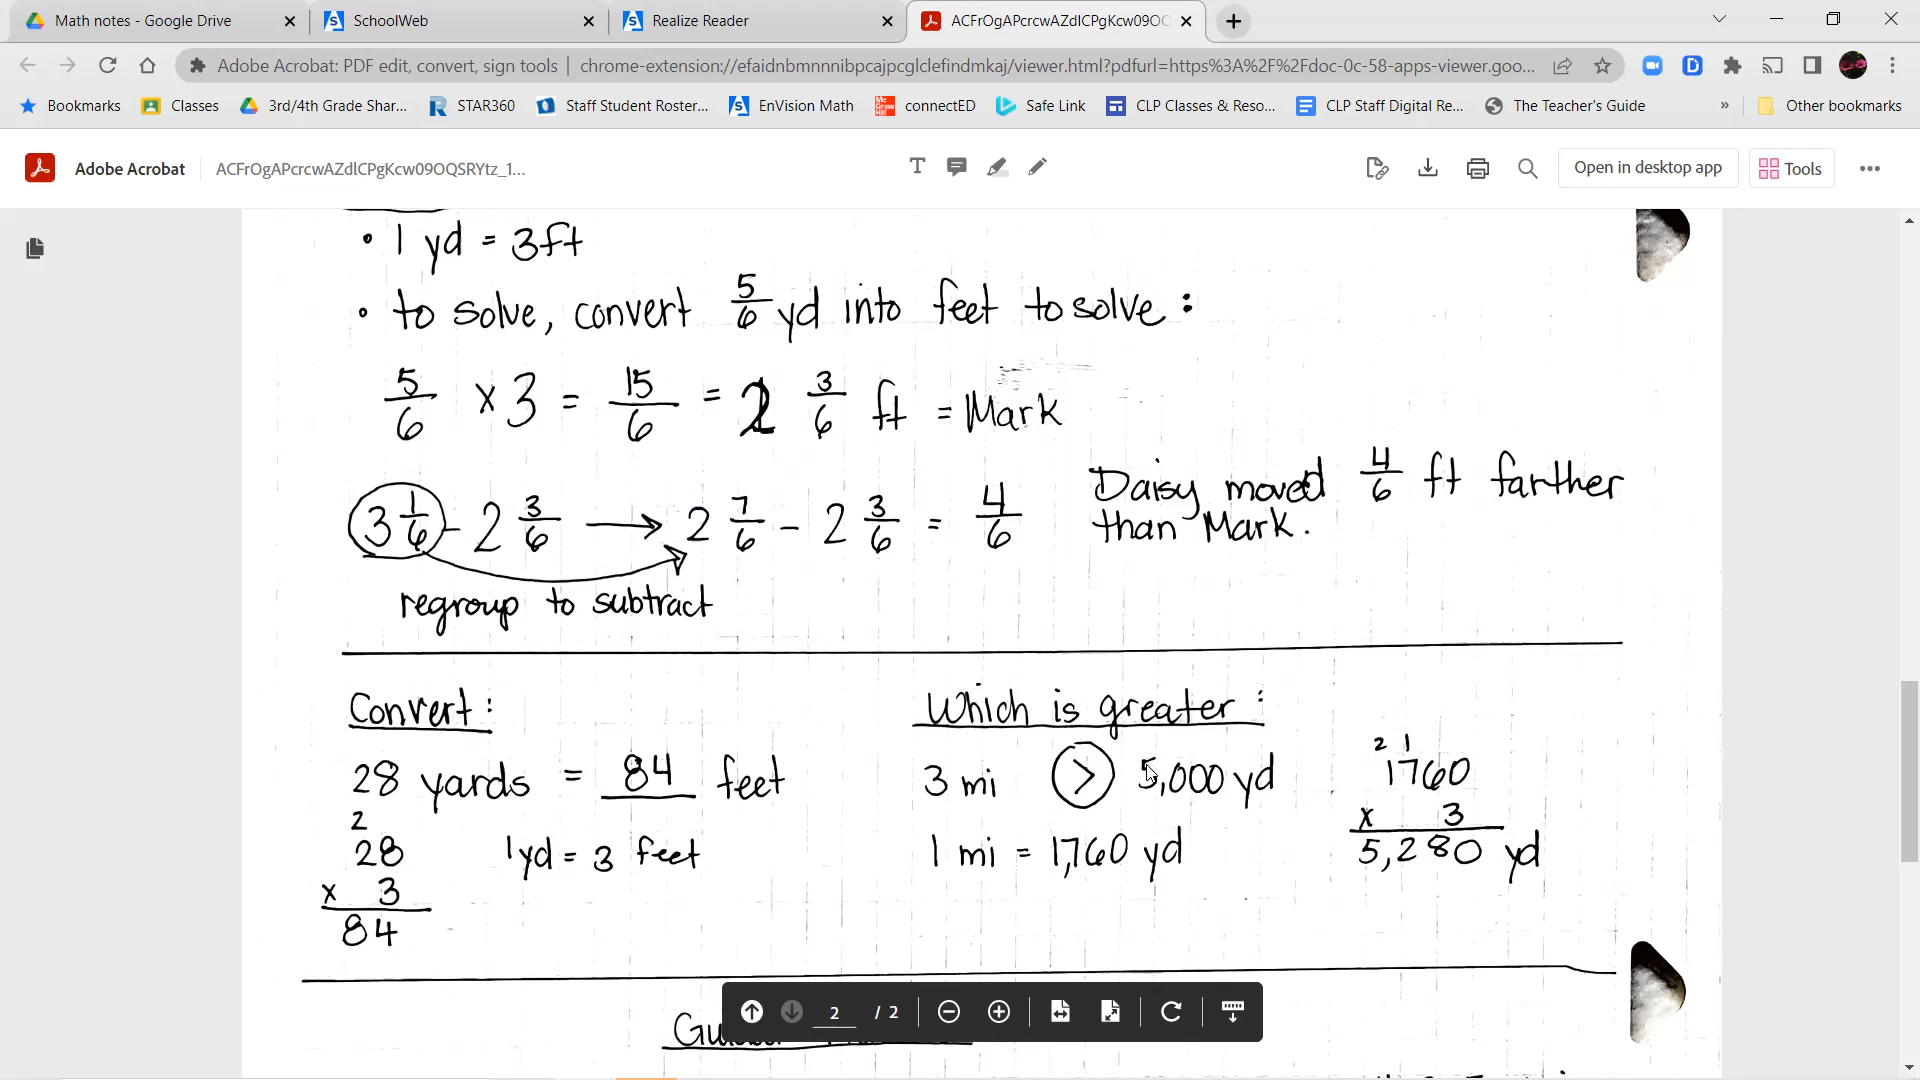 Math notes - Google Drive
SchoolWeb
Realize Reader
ACFrOgAPcrcwAZdlCPgKcw09OQ
Adobe Acrobat: PDF edit, convert, sign tools | chrome-extension://efaidnbmnnnibpcajpcglclefindmkaj/viewer.html?pdfurl=https%3A%2F%2Fdoc-0c-58-apps-viewer.goo...
Bookmarks Classes 3rd/4th Grade Shar... STAR360 Staff Student Roster... EnVision Math connectED Safe Link CLP Classes & Reso... CLP Staff Digital Re... The Teacher's Guide » Other bookmarks
Adobe Acrobat ACFrOgAPcrcwAZdlCPgKcw09OQSRYtz_1... Open in desktop app Tools
• 1 yd = 3ft
• to solve, convert 5/6 yd into feet to solve :
5/6 x 3 = 15/6 = 2 3/6 ft = Mark
3 1/6 - 2 3/6 → 2 7/6 - 2 3/6 = 4/6
regroup to subtract
Daisy moved 4/6 ft farther
than Mark.
Convert :
28 yards = 84 feet
2
28
x 3
84
1yd = 3 feet
Which is greater :
3 mi > 5,000 yd
1 mi = 1,760 yd
2 1
1760
x 3
5,280 yd
2 / 2